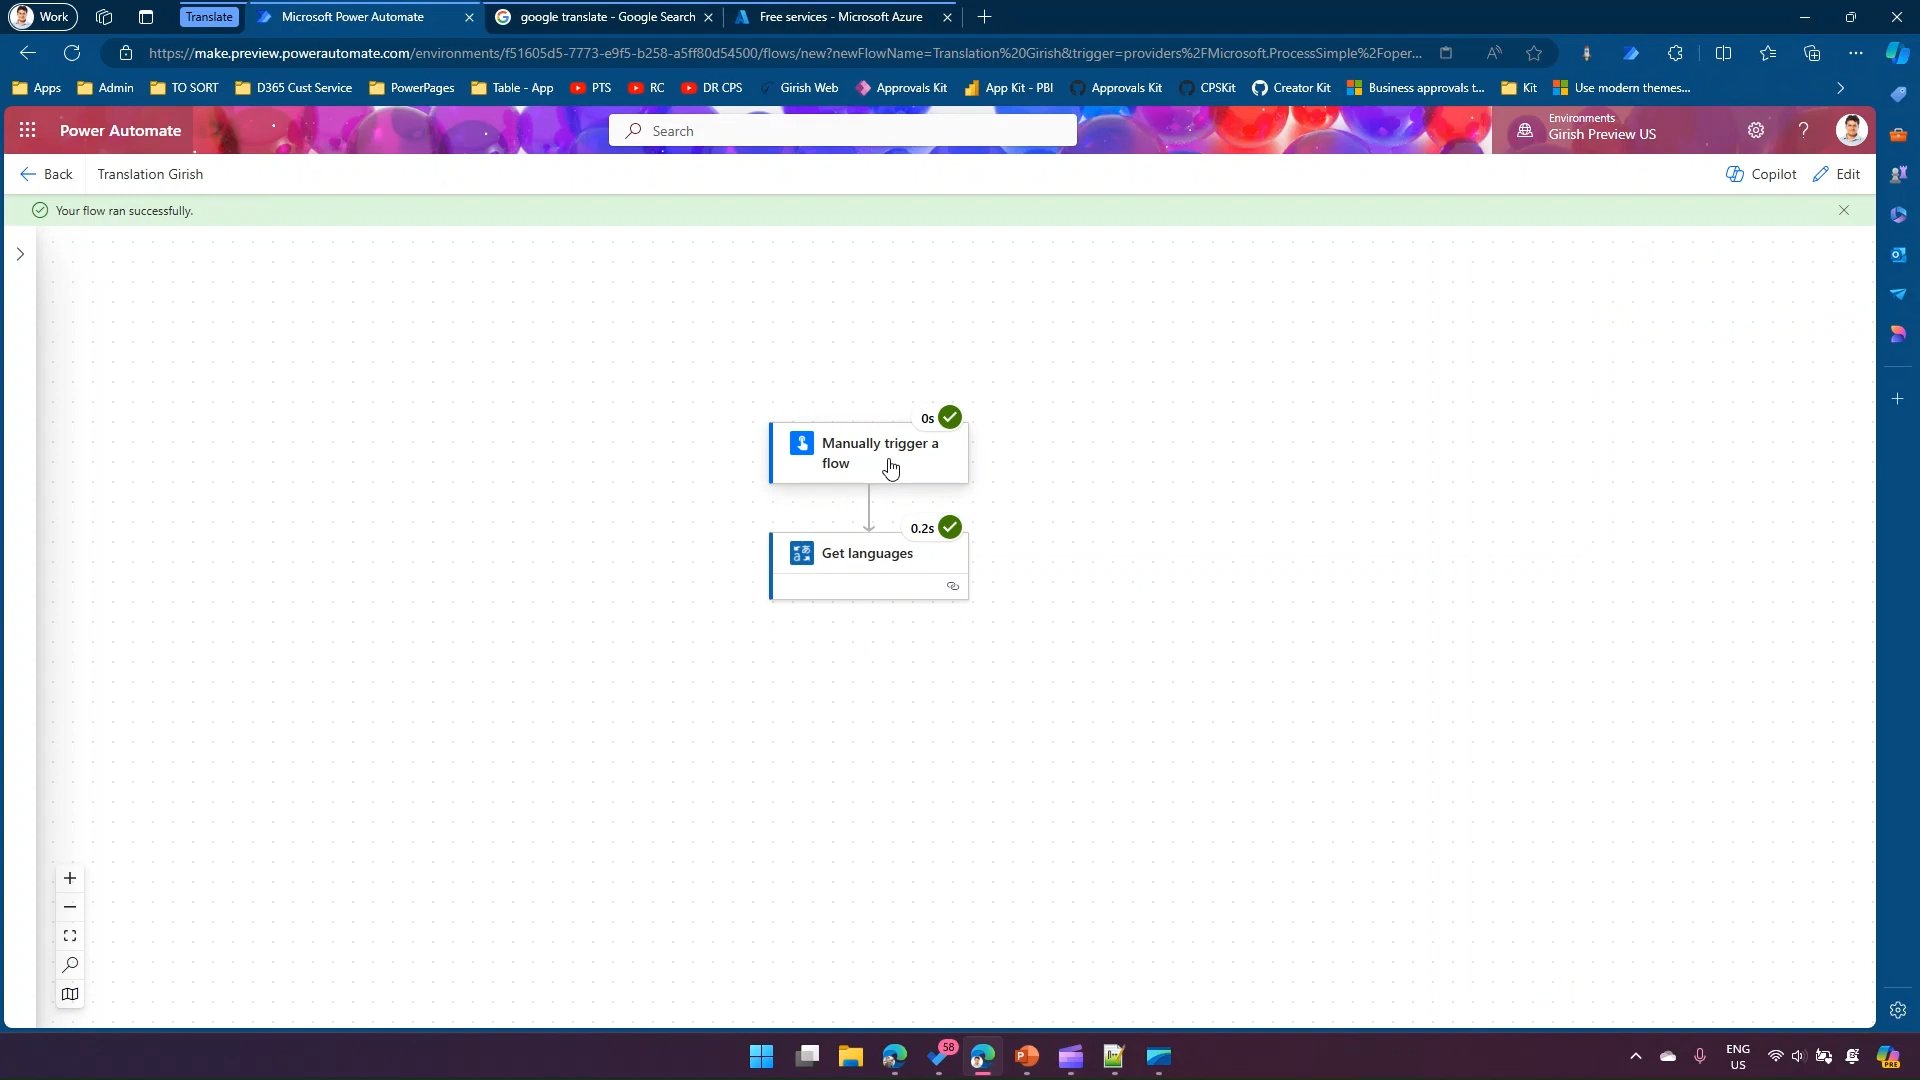 Work
Translate
Microsoft Power Automate
google translate - Google Search
Free services - Microsoft Azure
https://make.preview.powerautomate.com/environments/f51605d5-7773-e9f5-b258-a5ff80d54500/flows/new?newFlowName=Translation%20Girish&trigger=providers%2FMicrosoft.ProcessSimple%2Foper...
Apps
Admin
TO SORT
D365 Cust Service
PowerPages
Table - App
PTS
RC
DR CPS
Girish Web
Approvals Kit
App Kit - PBI
Approvals Kit
CPSKit
Creator Kit
Business approvals t...
Kit
Use modern themes...
Power Automate
Search
Environments
Girish Preview US
Back
Translation Girish
Copilot
Edit
Your flow ran successfully.
0s
Manually trigger a
flow
0.2s
Get languages
58
ENG
US
PRE